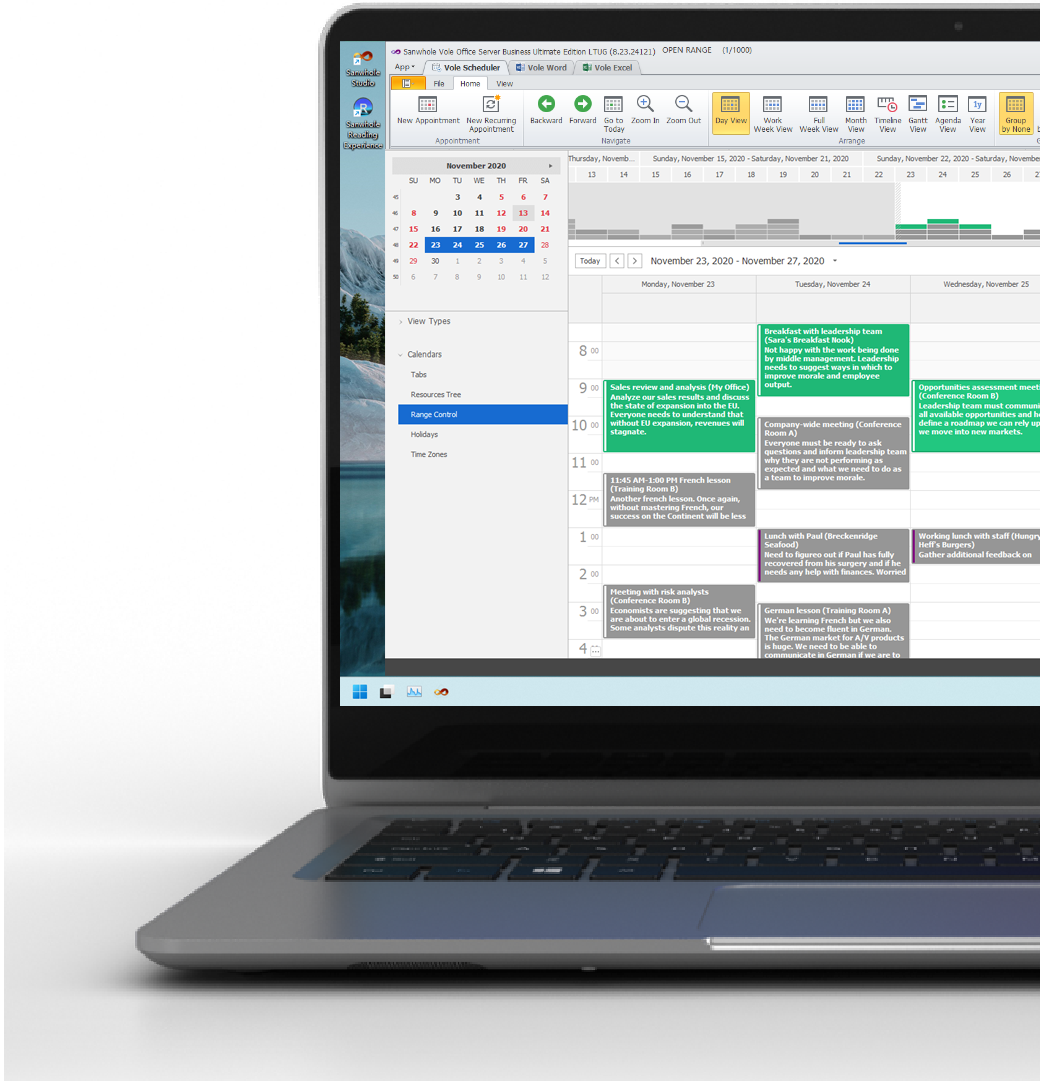 Sanwhole
Studio
Sanwhole
Reading
Experience
Sanwhole Vole Office Server Business Ultimate Edition LTUG (8.23.24121) OPEN RANGE (1/1000)
App
Vole Scheduler
Vole Word
Vole Excel
File
Home
View
New Appointment
New Recurring
Appointment
Appointment
Backward
Forward
Go to
Today
Zoom In
Zoom Out
Navigate
Day View
Work
Week View
Full
Week View
Month
View
Timeline
View
Gantt
View
Agenda
View
Year
View
Arrange
Group
by None
November 2020
SU MO TU WE TH FR SA
45 3 4 5 6 7
46 8 9 10 11 12 13 14
47 15 16 17 18 19 20 21
48 22 23 24 25 26 27 28
49 29 30 1 2 3 4 5
50 6 7 8 9 10 11 12
View Types
Calendars
Tabs
Resources Tree
Range Control
Holidays
Time Zones
Thursday, Novemb...
Sunday, November 15, 2020 - Saturday, November 21, 2020
Sunday, November 22, 2020 - Saturday, November
13 14 15 16 17 18 19 20 21 22 23 24 25 26
Today
November 23, 2020 - November 27, 2020
Monday, November 23
Tuesday, November 24
Wednesday, November 25
8 00
9 00
10 00
11 00
12 PM
1 00
2 00
3 00
4
Sales review and analysis (My Office)
Analyze our sales results and discuss
the state of expansion into the EU.
Everyone needs to understand that
without EU expansion, revenues will
stagnate.
11:45 AM-1:00 PM French lesson
(Training Room B)
Another french lesson. Once again,
without mastering French, our
success on the Continent will be less
Meeting with risk analysts
(Conference Room B)
Economists are suggesting that we
are about to enter a global recession.
Some analysts dispute this reality an
Breakfast with leadership team
(Sara's Breakfast Nook)
Not happy with the work being done
by middle management. Leadership
needs to suggest ways in which to
improve morale and employee
output.
Company-wide meeting (Conference
Room A)
Everyone must be ready to ask
questions and inform leadership team
why they are not performing as
expected and what we need to do as
a team to improve morale.
Lunch with Paul (Breckenridge
Seafood)
Need to figureo out if Paul has fully
recovered from his surgery and if he
needs any help with finances. Worried
German lesson (Training Room A)
We're learning French but we also
need to become fluent in German.
The German market for A/V products
is huge. We need to be able to
communicate in German if we are to
Opportunities assessment meeti
(Conference Room B)
Leadership team must communi
all available opportunities and he
define a roadmap we can rely up
we move into new markets.
Working lunch with staff (Hungry
Heff's Burgers)
Gather additional feedback on